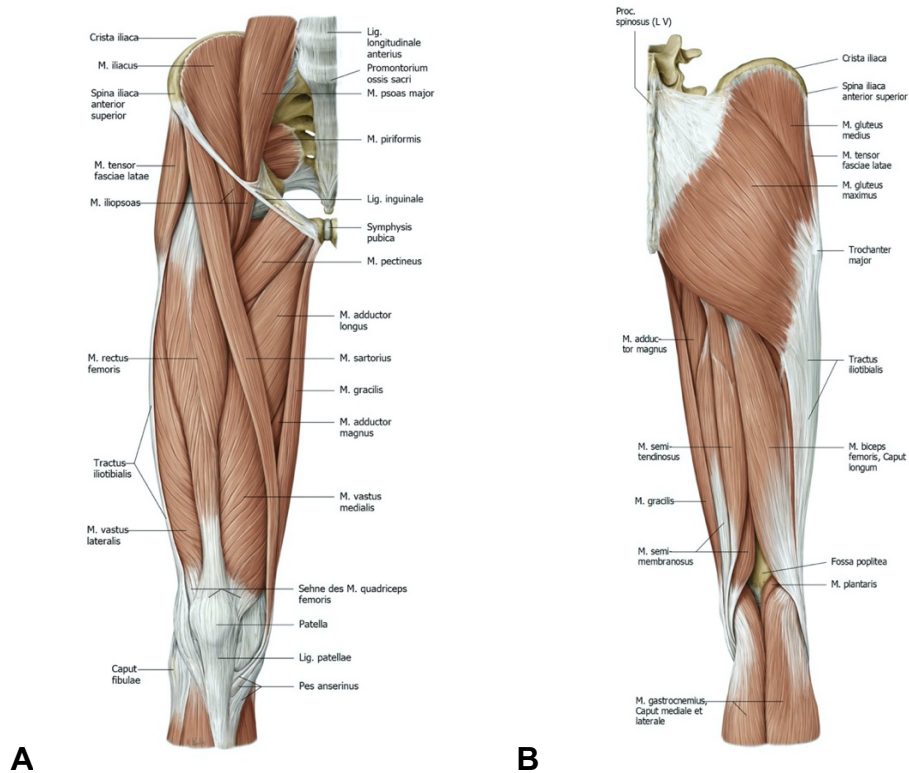 Crista iliaca
M. iliacus
Spina iliaca
anterior
superior
M. tensor
fasciae latae
M. iliopsoas
M. rectus
femoris
Tractus
iliotibialis
M. vastus
lateralis
Caput
fibulae
Lig.
longitudinale
anterius
Promontorium
ossis sacri
M. psoas major
M. piriformis
Lig. inguinale
Symphysis
pubica
M. pectineus
M. adductor
longus
M. sartorius
M. gracilis
M. adductor
magnus
M. vastus
medialis
Sehne des M. quadriceps
femoris
Patella
Lig. patellae
Pes anserinus
A
Proc.
spinosus (L V)
M. adduc-
tor magnus
M. semi-
tendinosus
M. gracilis
M. semi-
membranosus
M. gastrocnemius,
Caput mediale et
laterale
Crista iliaca
Spina iliaca
anterior superior
M. gluteus
medius
M. tensor
fasciae latae
M. gluteus
maximus
Trochanter
major
Tractus
iliotibialis
M. biceps
femoris, Caput
longum
Fossa poplitea
M. plantaris
B